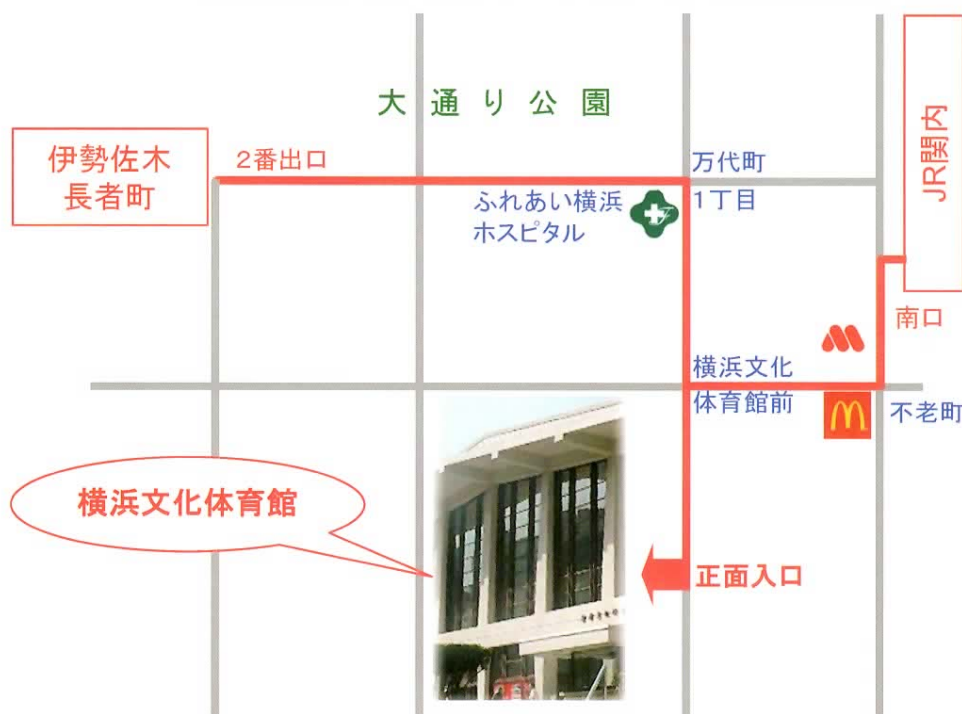 大通り公園
伊勢佐木
長者町
2番出口
万代町
1丁目
ふれあい横浜
ホスピタル
JR関内
南口
横浜文化
体育館前
不老町
横浜文化体育館
正面入口